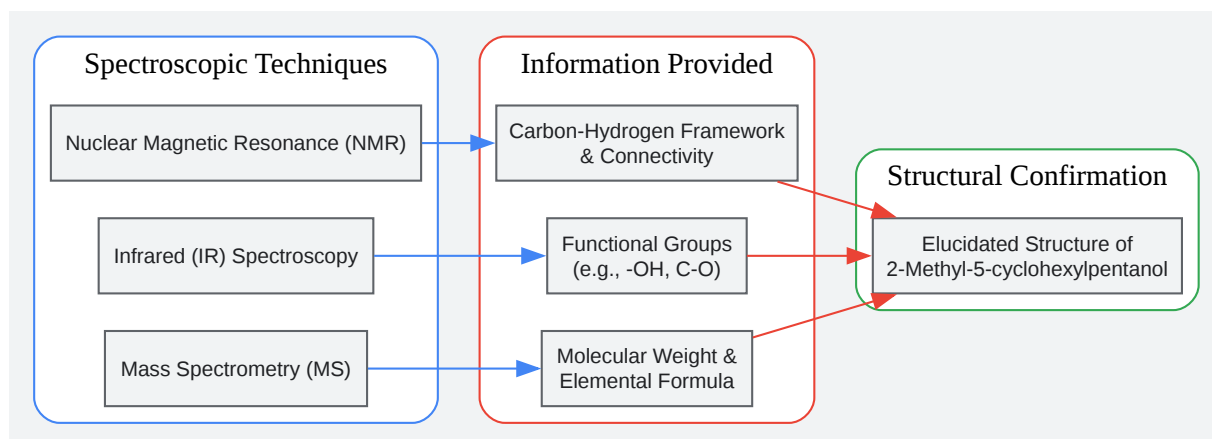 Spectroscopic Techniques
Nuclear Magnetic Resonance (NMR)
Infrared (IR) Spectroscopy
Mass Spectrometry (MS)
Information Provided
Carbon-Hydrogen Framework
& Connectivity
Functional Groups
(e.g., -OH, C-O)
Molecular Weight &
Elemental Formula
Structural Confirmation
Elucidated Structure of
2-Methyl-5-cyclohexylpentanol